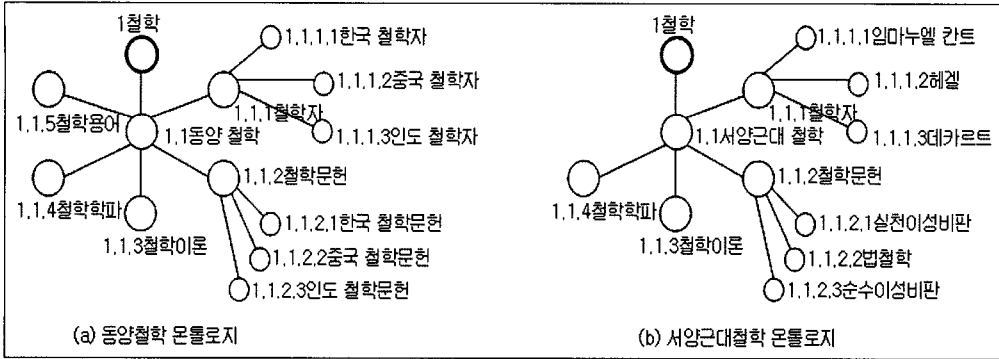 1철학
1.1.1.1한국 철학자
1.1.1.2중국 철학자
1.1.1철학자
1.1.1.3인도 철학자
1.1.5철학용어
1.1동양 철학
1.1.2철학문헌
1.1.4철학학파
1.1.3철학이론
1.1.2.1한국 철학문헌
1.1.2.2중국 철학문헌
1.1.2.3인도 철학문헌
(a) 동양철학 온톨로지
1철학
1.1.1.1임마누엘 칸트
1.1.1.2헤겔
1.1.1철학자
1.1.1.3데카르트
1.1서양근대 철학
1.1.2철학문헌
1.1.4철학학파
1.1.3철학이론
1.1.2.1실천이성비판
1.1.2.2법철학
1.1.2.3순수이성비판
(b) 서양근대철학 온톨로지